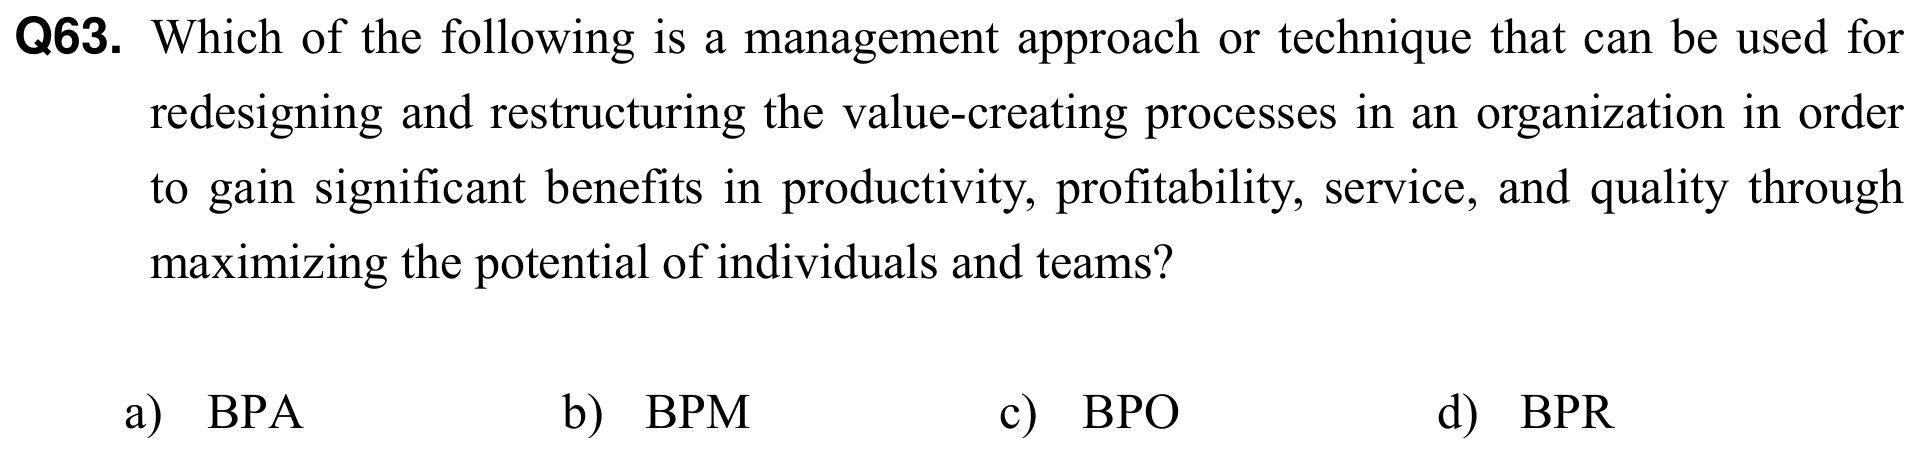 Q63. Which of the following is a management approach or technique that can be used for
redesigning and restructuring the value-creating processes in an organization in order
to gain significant benefits in productivity, profitability, service, and quality through
maximizing the potential of individuals and teams?
a) BPA b) BPM c) BPO d) BPR